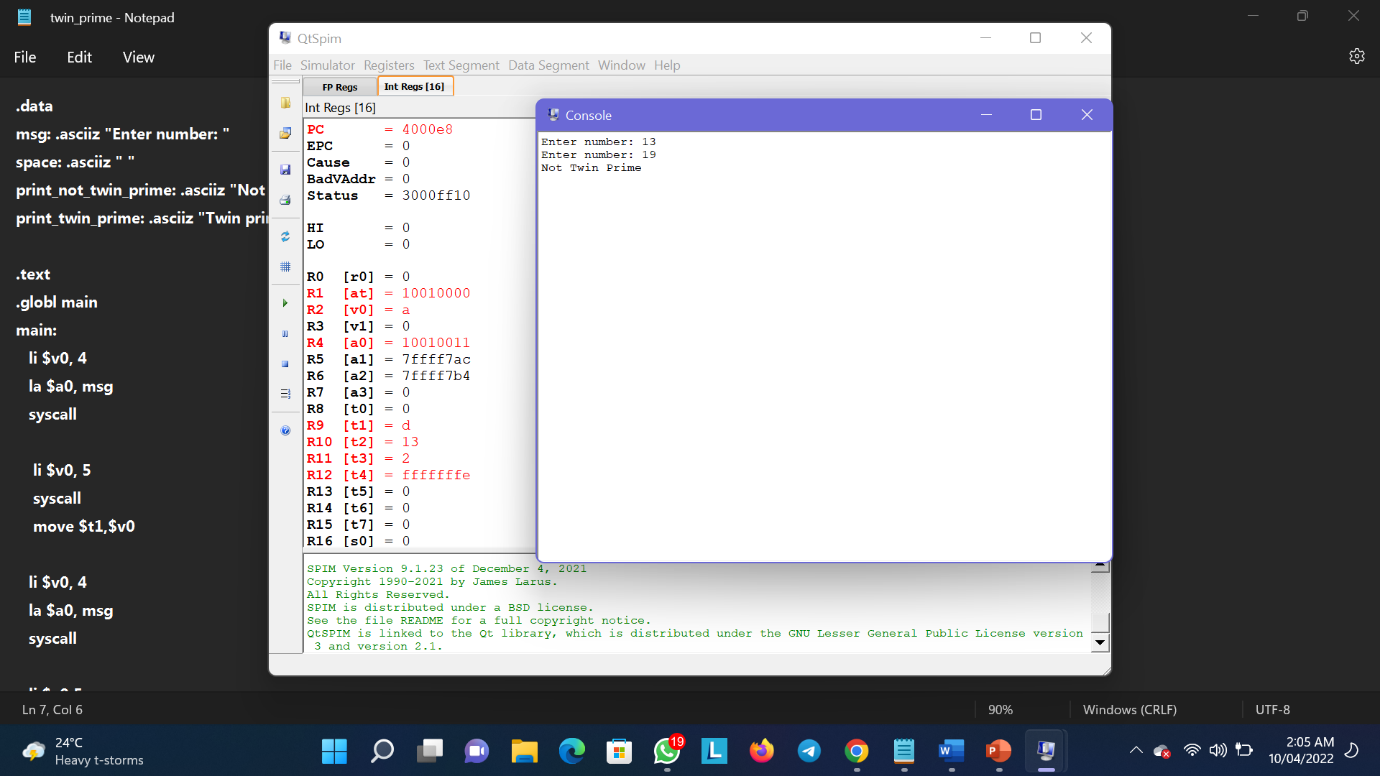 twin_prime - Notepad
File Edit View
.data
msg: .asciiz "Enter number: "
space: .asciiz " "
print_not_twin_prime: .asciiz "Not
print_twin_prime: .asciiz "Twin
.text
.globl main
main:
li $v0, 4
la $a0, msg
syscall
li $v0, 5
syscall
move $t1,$v0
li $v0, 4
la $a0, msg
syscall
Ln 7, Col 6
90%
Windows (CRLF)
UTF-8
QtSpim
File Simulator Registers Text Segment Data Segment Window Help
FP Regs
Int Regs [16]
Int Regs [16]
PC = 4000e8
EPC = 0
Cause = 0
BadVAddr = 0
Status = 3000ff10
HI = 0
LO = 0
R0 [r0] = 0
R1 [at] = 10010000
R2 [v0] = a
R3 [v1] = 0
R4 [a0] = 10010011
R5 [a1] = 7ffff7ac
R6 [a2] = 7ffff7b4
R7 [a3] = 0
R8 [t0] = 0
R9 [t1] = d
R10 [t2] = 13
R11 [t3] = 2
R12 [t4] = fffffffe
R13 [t5] = 0
R14 [t6] = 0
R15 [t7] = 0
R16 [s0] = 0
Console
Enter number: 13
Enter number: 19
Not Twin Prime
SPIM Version 9.1.23 of December 4, 2021
Copyright 1990-2021 by James Larus.
All Rights Reserved.
SPIM is distributed under a BSD license.
See the file README for a full copyright notice.
QtSPIM is linked to the Qt library, which is distributed under the GNU Lesser General Public License version
3 and version 2.1.
24°C
Heavy t-storms
19
L
W
P
2:05 AM
10/04/2022